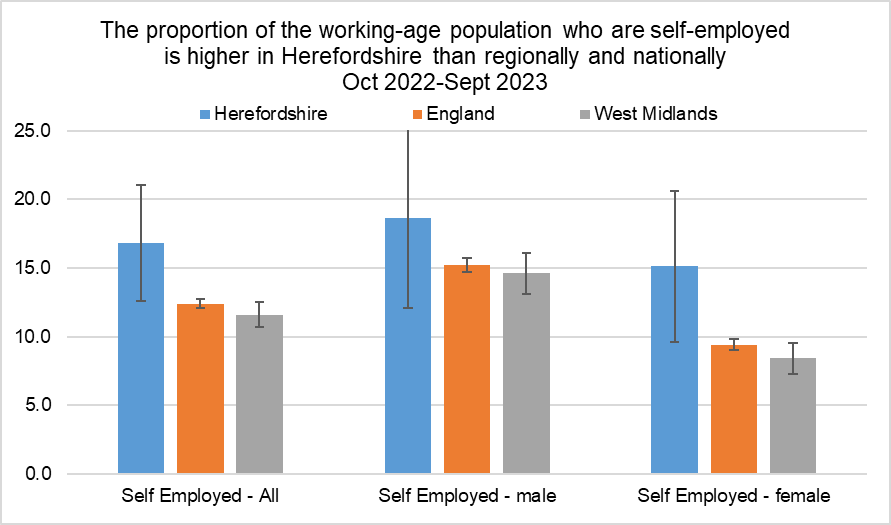 The proportion of the working-age population who are self-employed
is higher in Herefordshire than regionally and nationally
Oct 2022-Sept 2023
Herefordshire England West Midlands
25.0
20.0
15.0
10.0
5.0
0.0
Self Employed - All Self Employed - male Self Employed - female